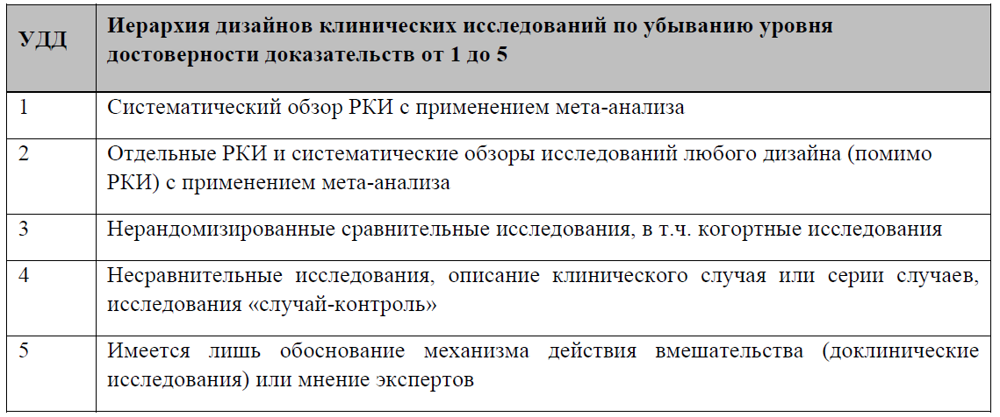 УДД
Иерархия дизайнов клинических исследований по убыванию уровня
достоверности доказательств от 1 до 5
1
Систематический обзор РКИ с применением мета-анализа
2
Отдельные РКИ и систематические обзоры исследований любого дизайна (помимо
РКИ) с применением мета-анализа
3
Нерандомизированные сравнительные исследования, в т.ч. когортные исследования
4
Несравнительные исследования, описание клинического случая или серии случаев,
исследования «случай-контроль»
5
Имеется лишь обоснование механизма действия вмешательства (доклинические
исследования) или мнение экспертов